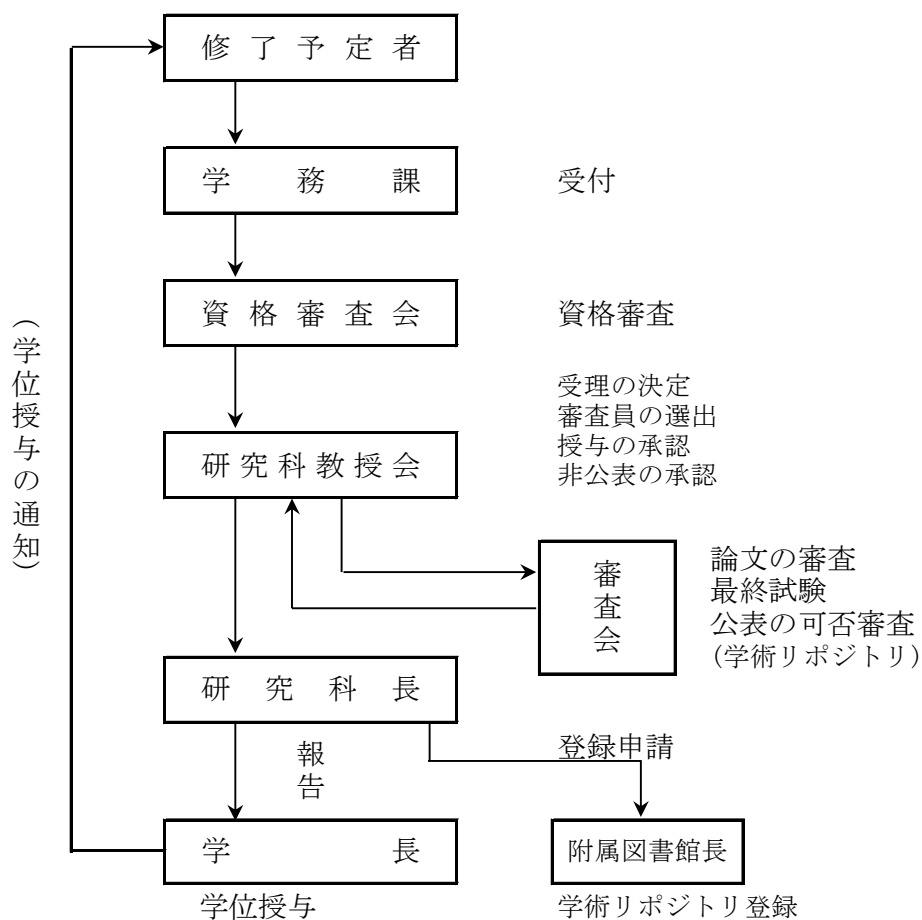 修了予定者
学務課
受付
資格審査会
資格審査
受理の決定
審査員の選出
授与の承認
非公表の承認
研究科教授会
(学位授与の通知)
審査会
論文の審査
最終試験
公表の可否審査
(学術リポジトリ)
研究科長
報告
登録申請
学長
附属図書館長
学位授与
学術リポジトリ登録